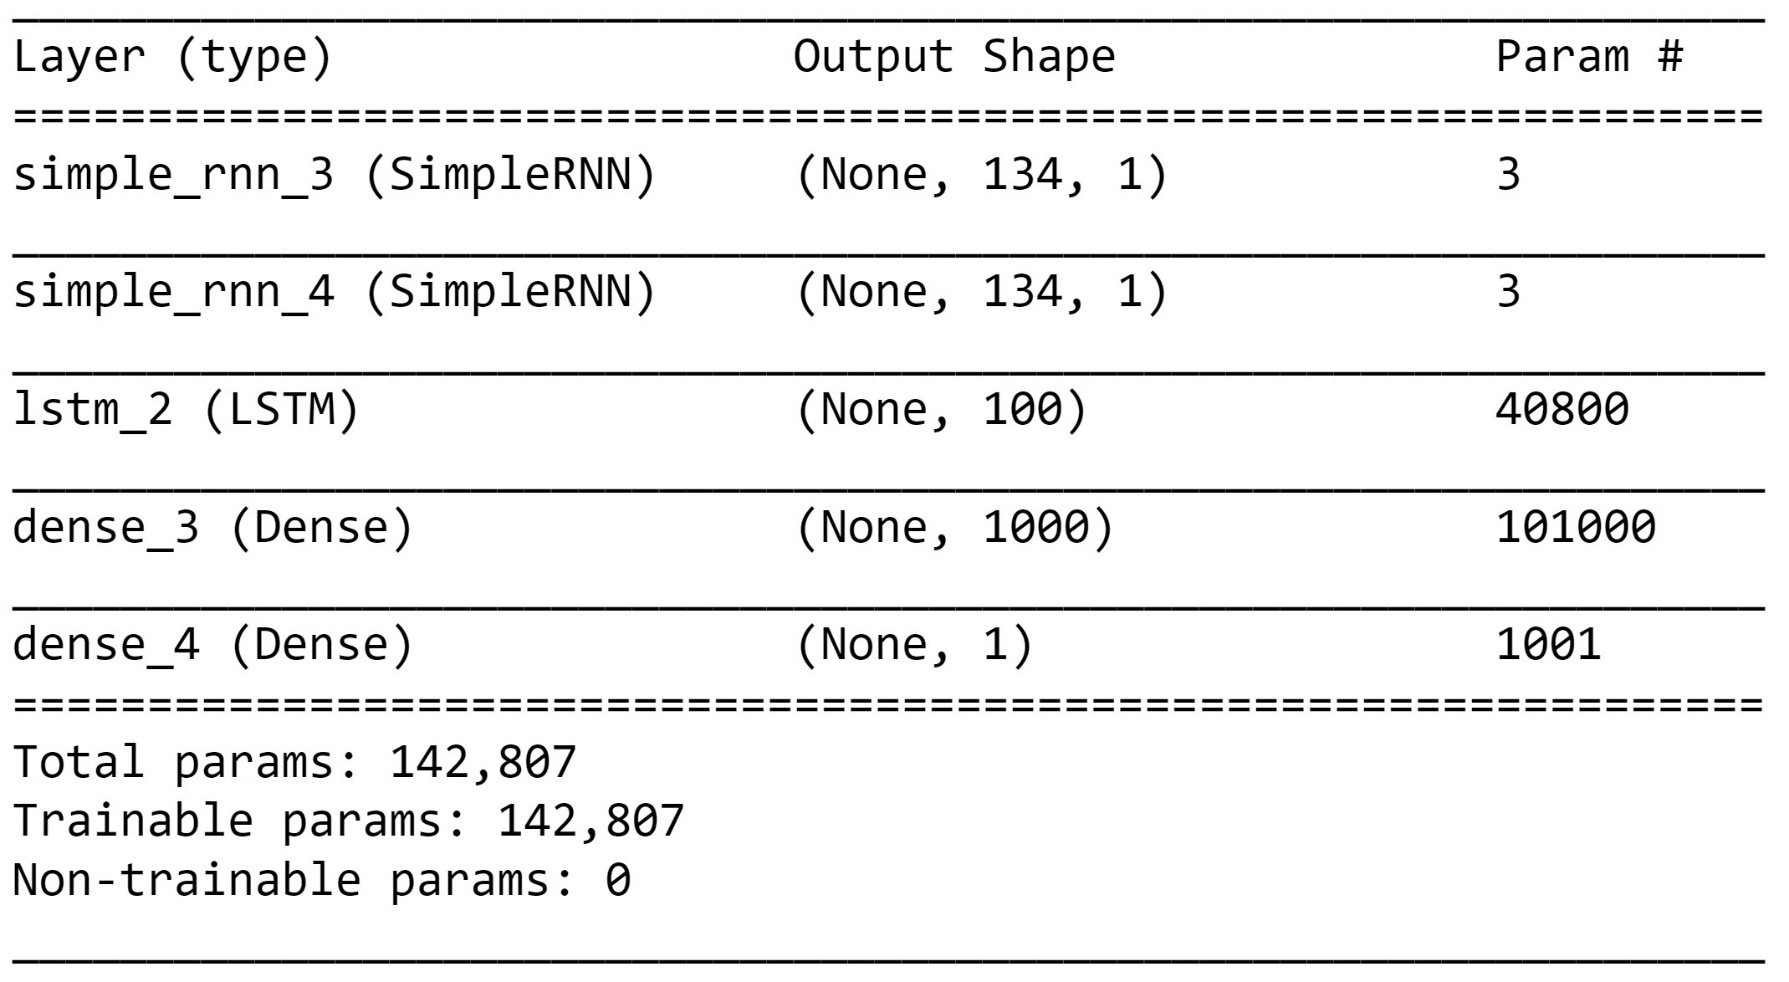 Layer (type) Output Shape Param #
=================================================================
simple_rnn_3 (SimpleRNN) (None, 134, 1) 3
simple_rnn_4 (SimpleRNN) (None, 134, 1) 3
lstm_2 (LSTM) (None, 100) 40800
dense_3 (Dense) (None, 1000) 101000
dense_4 (Dense) (None, 1) 1001
=================================================================
Total params: 142,807
Trainable params: 142,807
Non-trainable params: 0